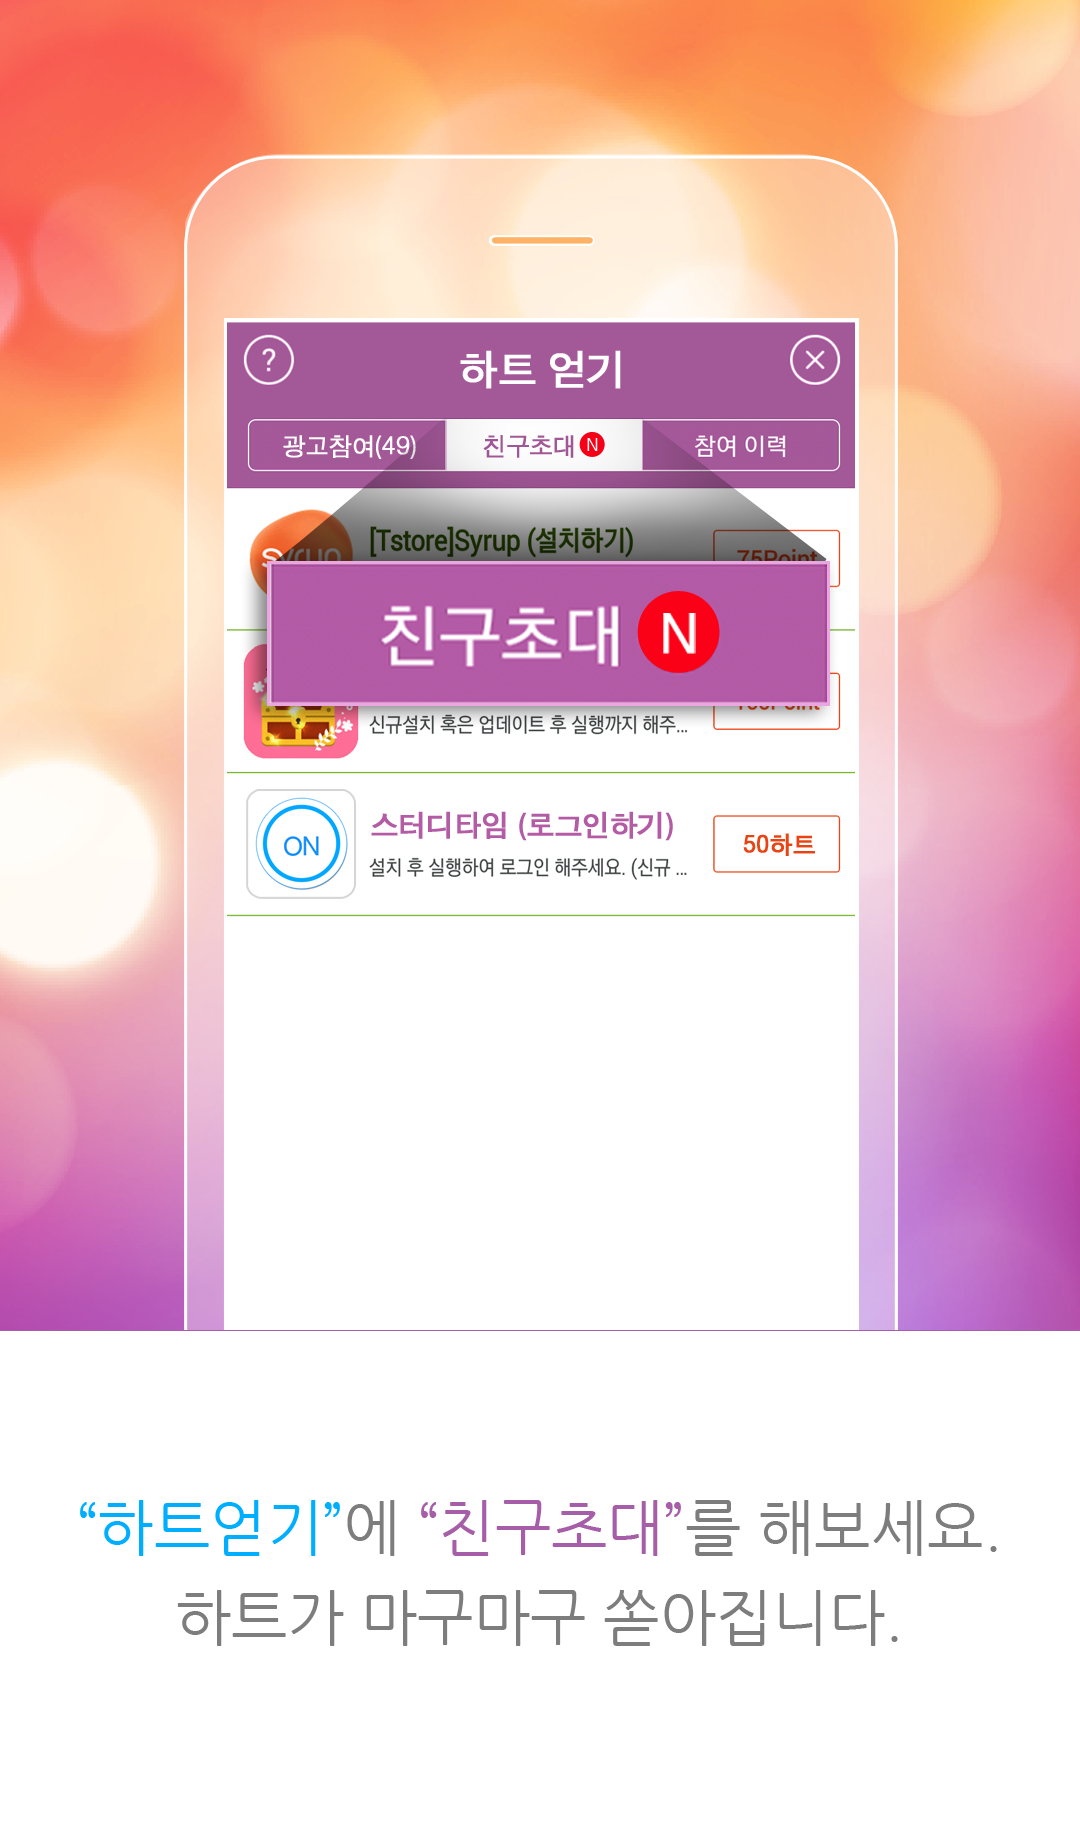 ?
하트 얻기
×
광고참여(49)
친구초대 N
참여 이력
[Tstore]Syrup (설치하기)
75Point
친구초대 N
신규설치 혹은 업데이트 후 실행까지 해주...
ON
스터디타임 (로그인하기)
50하트
설치 후 실행하여 로그인 해주세요. (신규 ...
“하트얻기”에 “친구초대”를 해보세요.
하트가 마구마구 쏟아집니다.